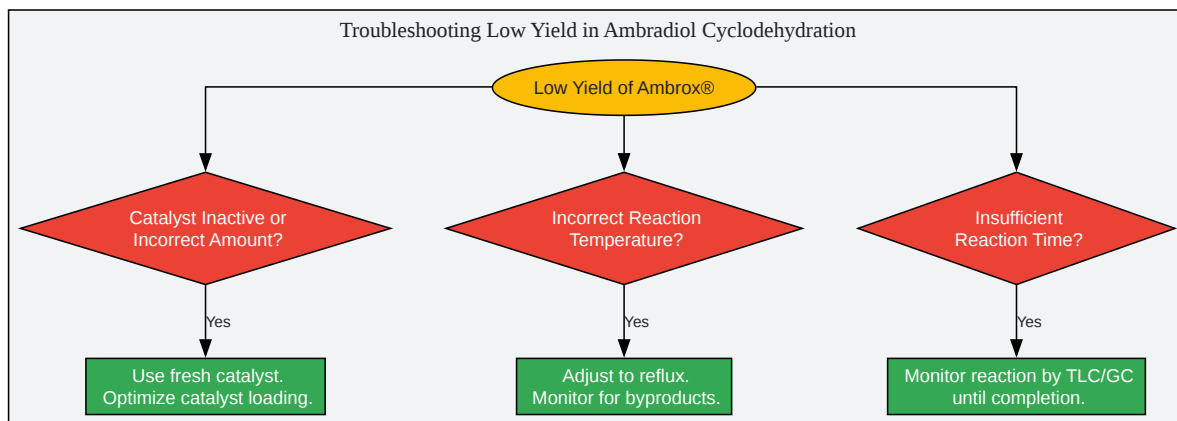 Troubleshooting Low Yield in Ambradiol Cyclodehydration
Low Yield of Ambrox®
Catalyst Inactive or
Incorrect Amount?
Incorrect Reaction
Temperature?
Insufficient
Reaction Time?
Yes
Yes
Yes
Use fresh catalyst.
Optimize catalyst loading.
Adjust to reflux.
Monitor for byproducts.
Monitor reaction by TLC/GC
until completion.